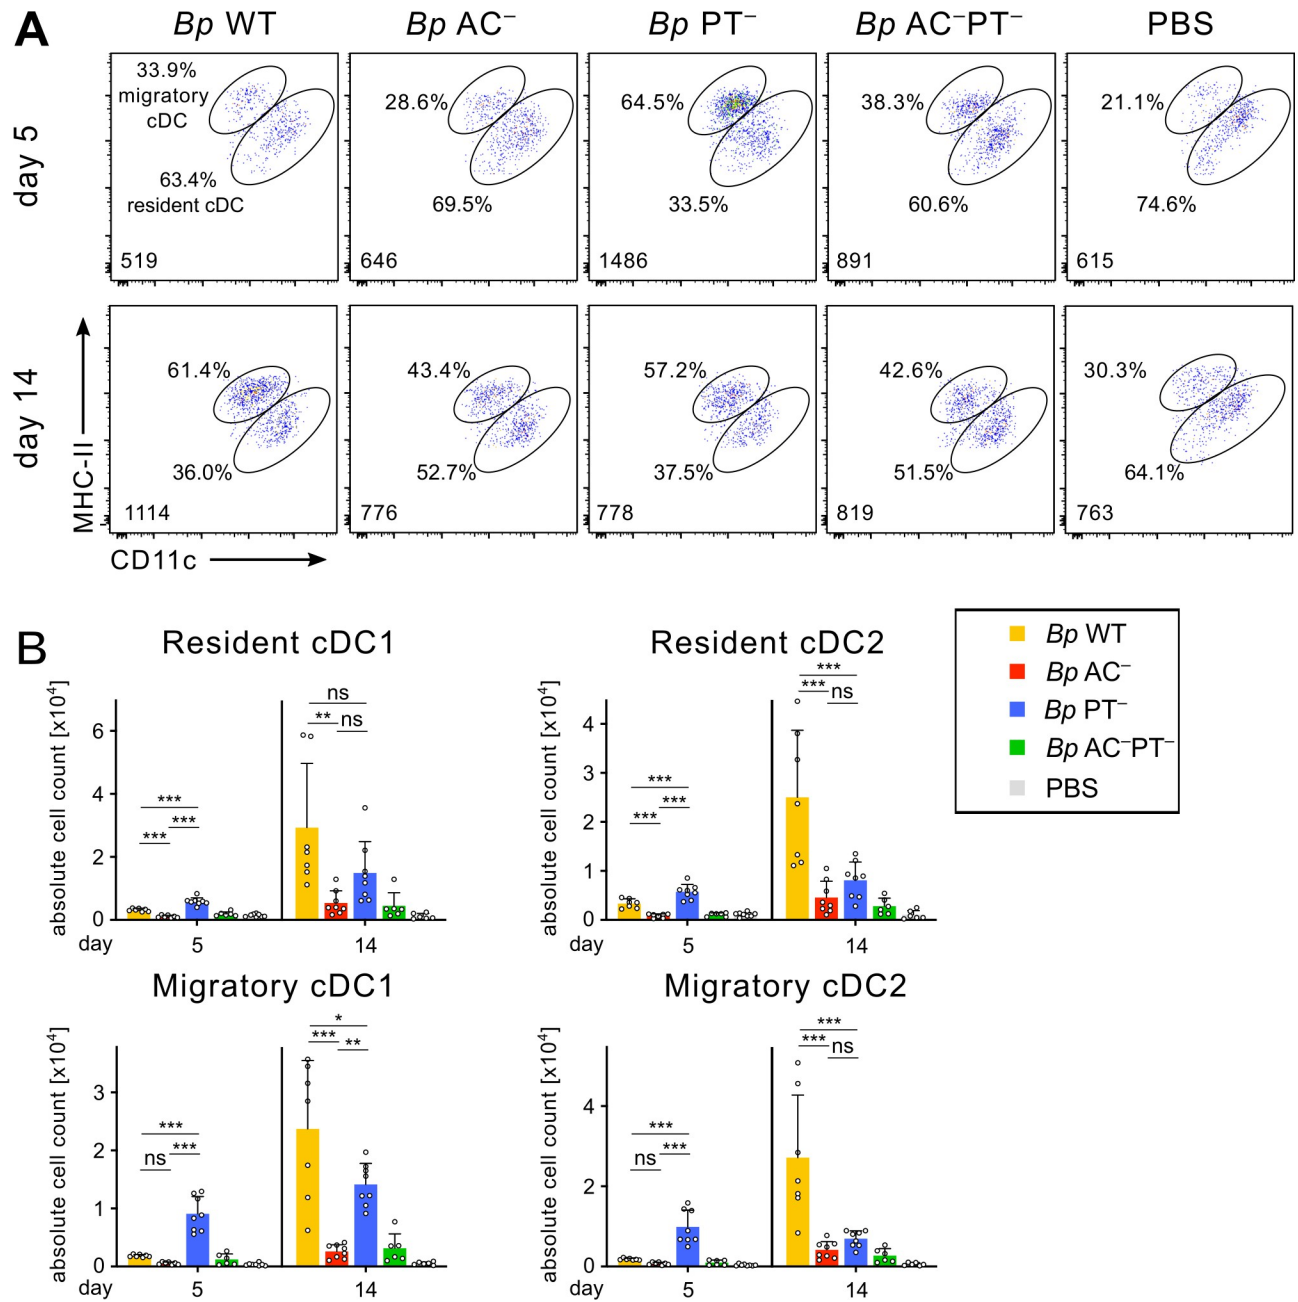 A
Bp WT
Bp AC⁻
Bp PT⁻
Bp AC⁻PT⁻
PBS
day 5
33.9%
migratory
cDC
63.4%
resident cDC
519
28.6%
69.5%
646
64.5%
33.5%
1486
38.3%
60.6%
891
21.1%
74.6%
615
day 14
61.4%
36.0%
1114
43.4%
52.7%
776
57.2%
37.5%
778
42.6%
51.5%
819
30.3%
64.1%
763
MHC-II
CD11c
B
Resident cDC1
absolute cell count [x10⁴]
6
4
2
0
***
***
***
ns
**
ns
day
5
14
Resident cDC2
absolute cell count [x10⁴]
4
3
2
1
0
***
***
***
***
***
ns
day
5
14
Bp WT
Bp AC⁻
Bp PT⁻
Bp AC⁻PT⁻
PBS
Migratory cDC1
absolute cell count [x10⁴]
3
2
1
0
***
***
ns
*
***
**
day
5
14
Migratory cDC2
absolute cell count [x10⁴]
4
2
0
***
***
ns
***
***
ns
day
5
14